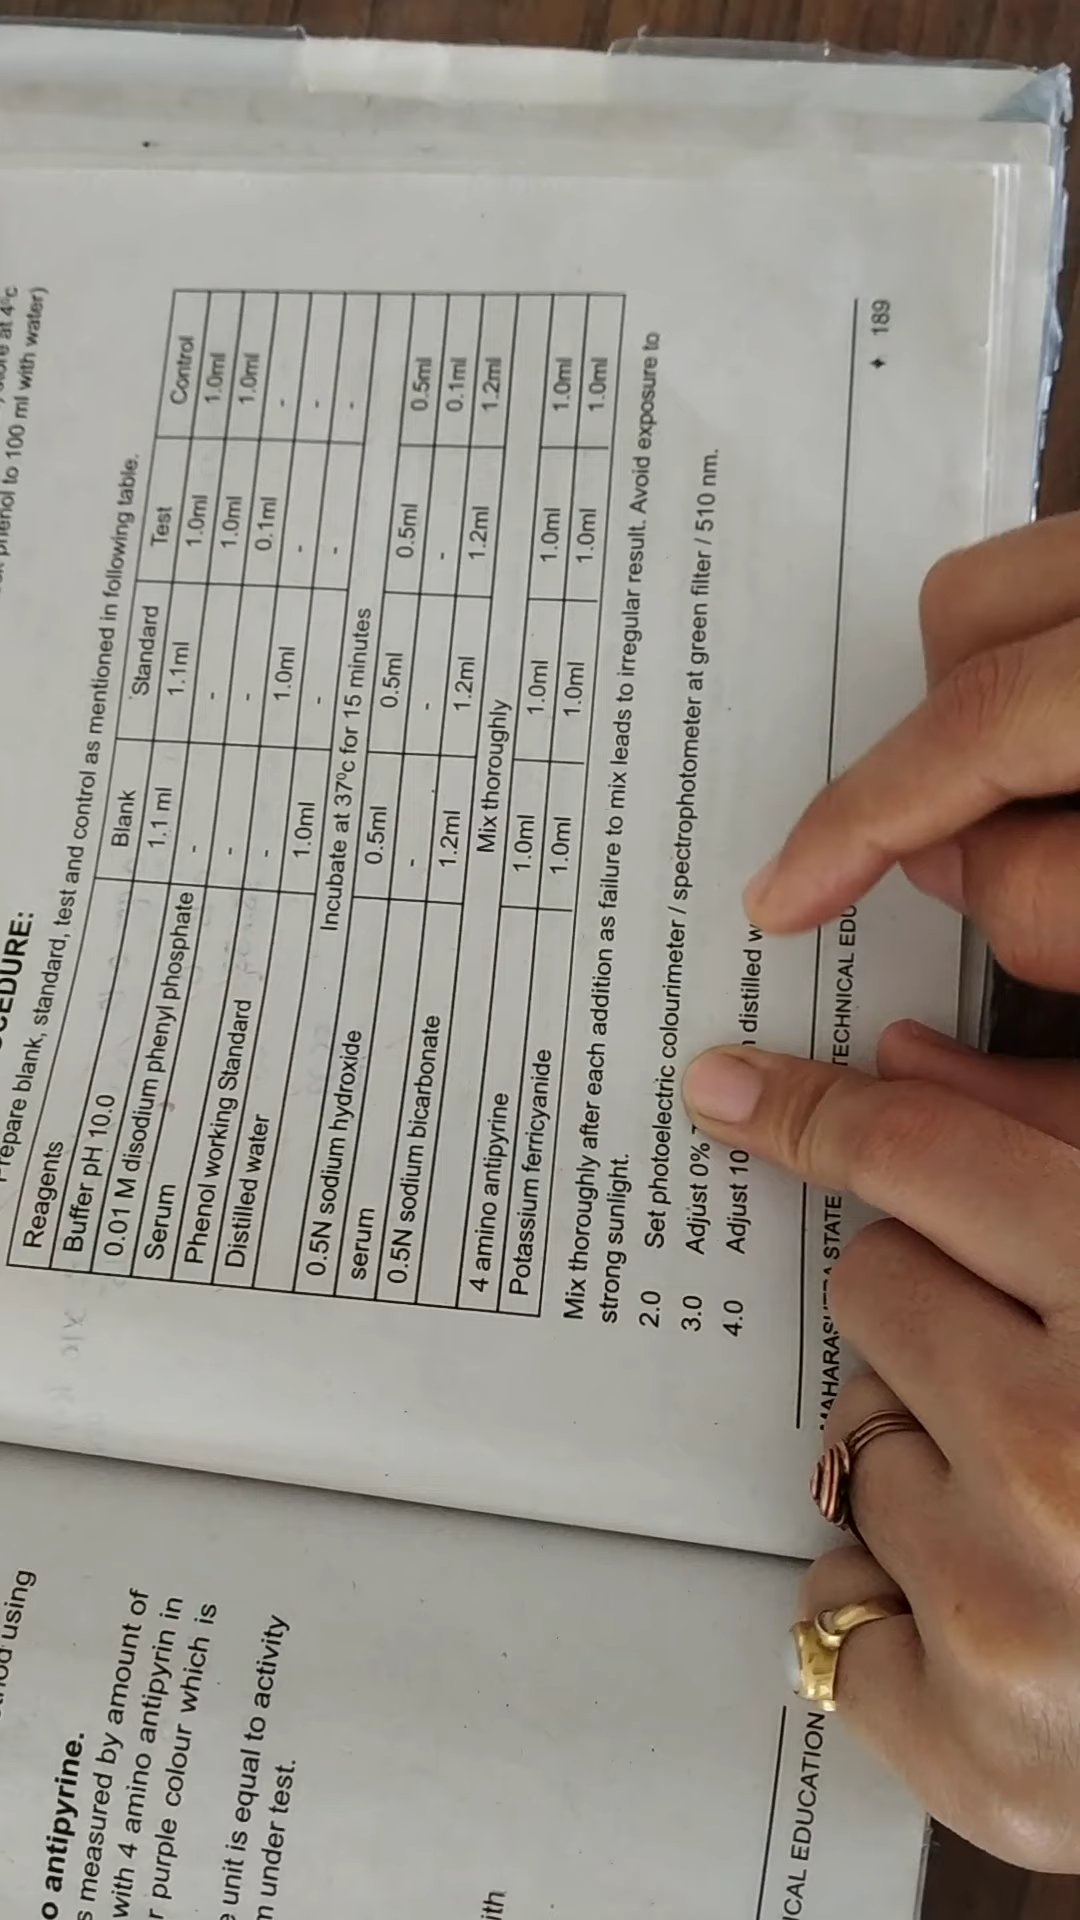 o antipyrine.
measured by amount of
with 4 amino antipyrin in
purple colour which is
unit is equal to activity
under test.
ICAL EDUCATION
using
to 100 ml with water)
at 4°c
Prepare blank, standard, test and control as mentioned in following table.
Reagents Blank Standard Test Control
Buffer pH 10.0 1.1 ml 1.1ml 1.0ml 1.0ml
0.01 M disodium phenyl phosphate - - 1.0ml 1.0ml
Serum - - 0.1ml -
Phenol working Standard - 1.0ml - -
Distilled water 1.0ml - - -
Incubate at 37°c for 15 minutes
0.5N sodium hydroxide 0.5ml 0.5ml 0.5ml 0.5ml
serum - - - 0.1ml
0.5N sodium bicarbonate 1.2ml 1.2ml 1.2ml 1.2ml
Mix thoroughly
4 amino antipyrine 1.0ml 1.0ml 1.0ml 1.0ml
Potassium ferricyanide 1.0ml 1.0ml 1.0ml 1.0ml
Mix thoroughly after each addition as failure to mix leads to irregular result. Avoid exposure to
strong sunlight.
2.0 Set photoelectric colourimeter / spectrophotometer at green filter / 510 nm.
3.0 Adjust 0%
4.0 Adjust 10 distilled
STATE TECHNICAL
189